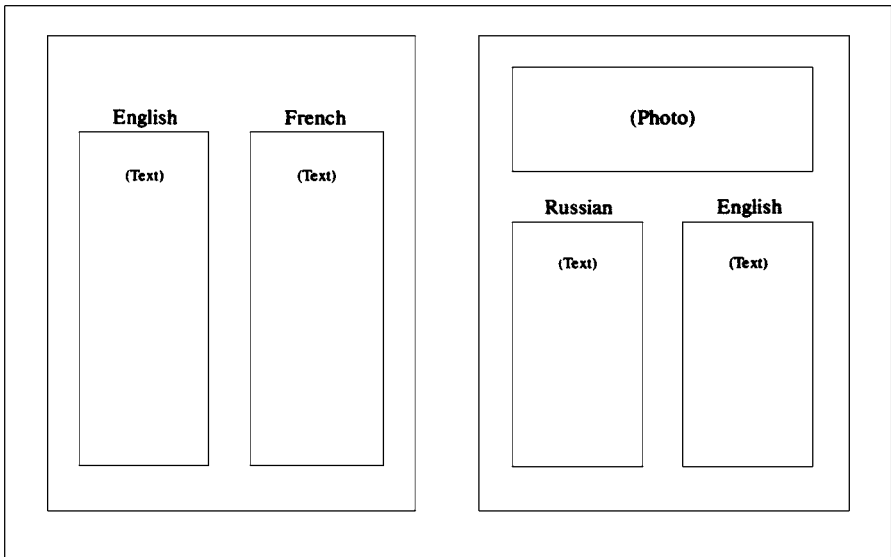 English French
(Text) (Text)
(Photo)
Russian English
(Text) (Text)